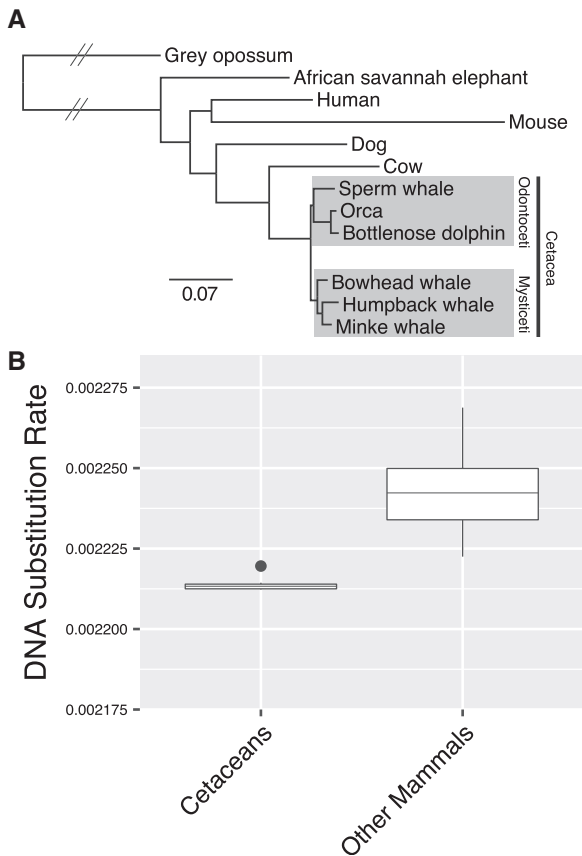 A
Grey opossum
African savannah elephant
Human
Mouse
Dog
Cow
Sperm whale
Orca
Bottlenose dolphin
Odontoceti
Cetacea
Bowhead whale
Humpback whale
Minke whale
Mysticeti
0.07
B
DNA Substitution Rate
0.002275
0.002250
0.002225
0.002200
0.002175
Cetaceans
Other Mammals